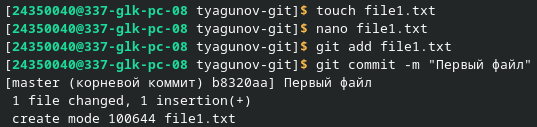 [24350040@337-glk-pc-08 tyagunov-git]$ touch file1.txt
[24350040@337-glk-pc-08 tyagunov-git]$ nano file1.txt
[24350040@337-glk-pc-08 tyagunov-git]$ git add file1.txt
[24350040@337-glk-pc-08 tyagunov-git]$ git commit -m "Первый файл"
[master (корневой коммит) b8320aa] Первый файл
 1 file changed, 1 insertion(+)
 create mode 100644 file1.txt